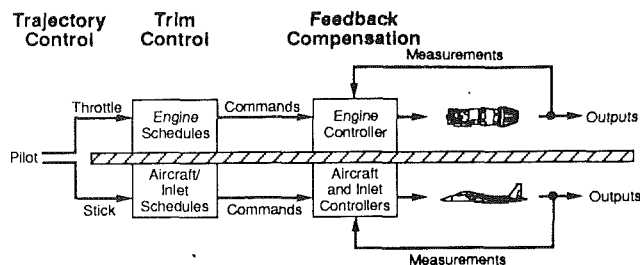 Trajectory Control
Trim Control
Feedback Compensation
Measurements
Throttle
Engine Schedules
Commands
Engine Controller
Outputs
Pilot
Stick
Aircraft/ Inlet Schedules
Commands
Aircraft and Inlet Controllers
Outputs
Measurements